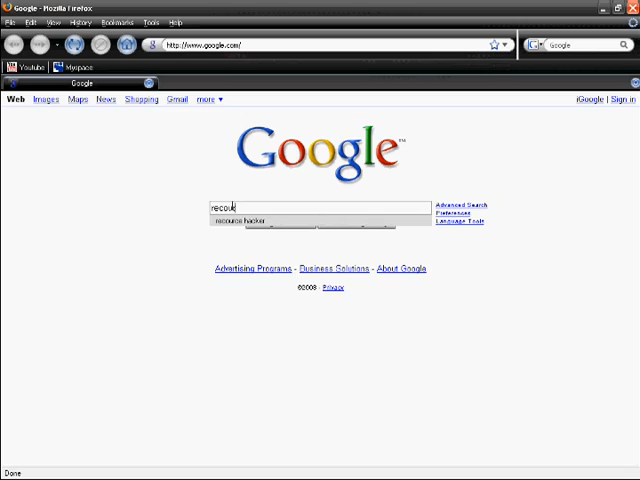 Google - Mozilla Firefox
File Edit View History Bookmarks Tools Help
http://www.google.com/
Google
Youtube Myspace
Google
Web Images Maps News Shopping Gmail more ▼ iGoogle | Sign in
Google™
recour
recource hacker
Advanced Search
Preferences
Language Tools
Advertising Programs - Business Solutions - About Google
©2008 - Privacy
Done